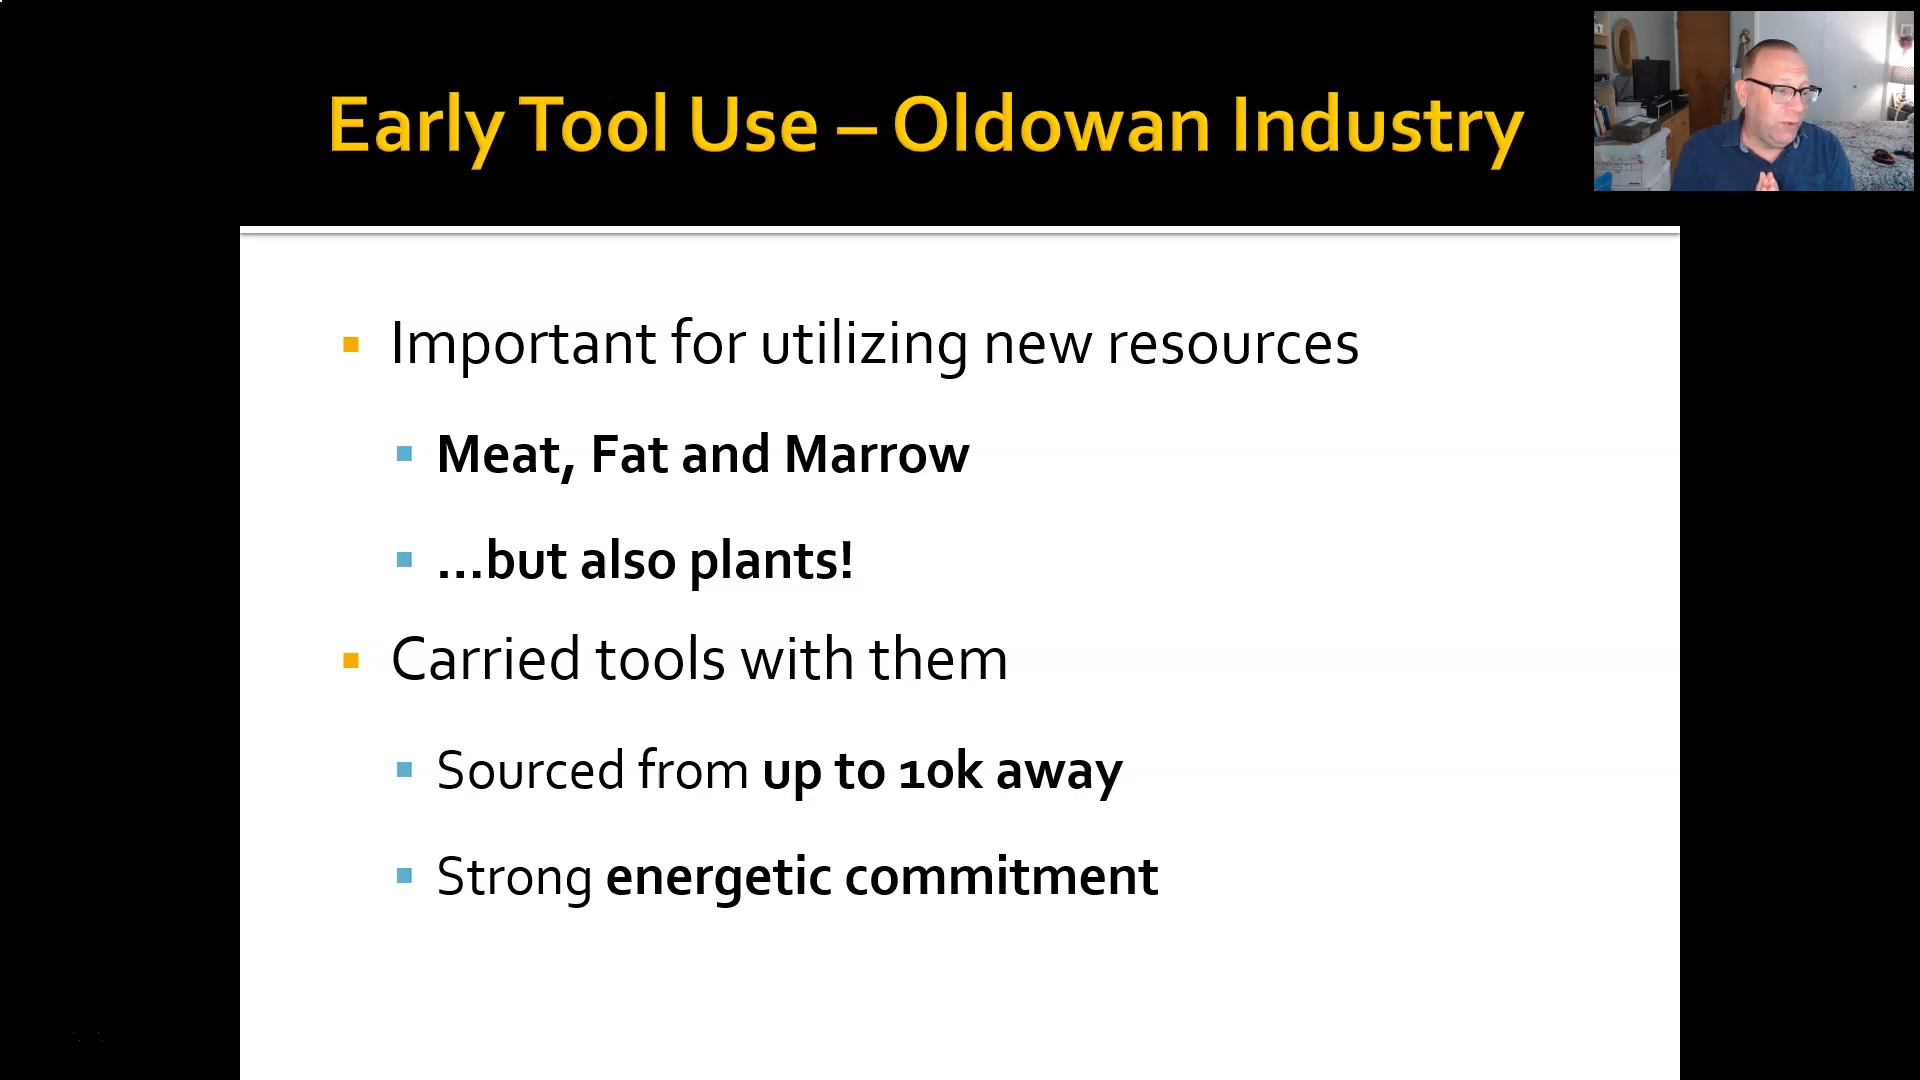 Early Tool Use – Oldowan Industry
Important for utilizing new resources
Meat, Fat and Marrow
...but also plants!
Carried tools with them
Sourced from up to 10k away
Strong energetic commitment